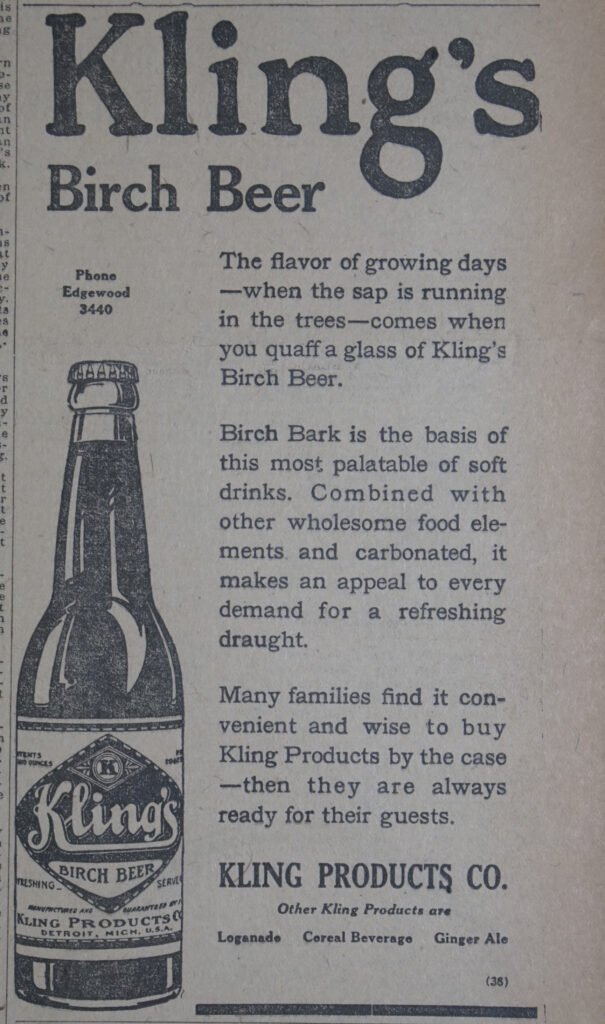 Kling's
Birch Beer
Phone
Edgewood
3440
The flavor of growing days
—when the sap is running
in the trees—comes when
you quaff a glass of Kling's
Birch Beer.
Birch Bark is the basis of
this most palatable of soft
drinks. Combined with
other wholesome food ele-
ments and carbonated, it
makes an appeal to every
demand for a refreshing
draught.
Many families find it con-
venient and wise to buy
Kling Products by the case
—then they are always
ready for their guests.
KLING PRODUCTS CO.
Other Kling Products are
Loganade Cereal Beverage Ginger Ale
(38)
K
Kling's
BIRCH BEER
MANUFACTURED AND GUARANTEED BY
KLING PRODUCTS CO
DETROIT, MICH. U.S.A.